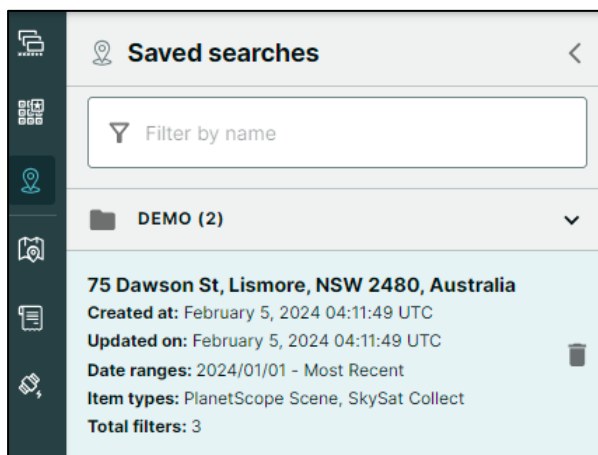 Saved searches
Filter by name
DEMO (2)
75 Dawson St, Lismore, NSW 2480, Australia
Created at: February 5, 2024 04:11:49 UTC
Updated on: February 5, 2024 04:11:49 UTC
Date ranges: 2024/01/01 - Most Recent
Item types: PlanetScope Scene, SkySat Collect
Total filters: 3